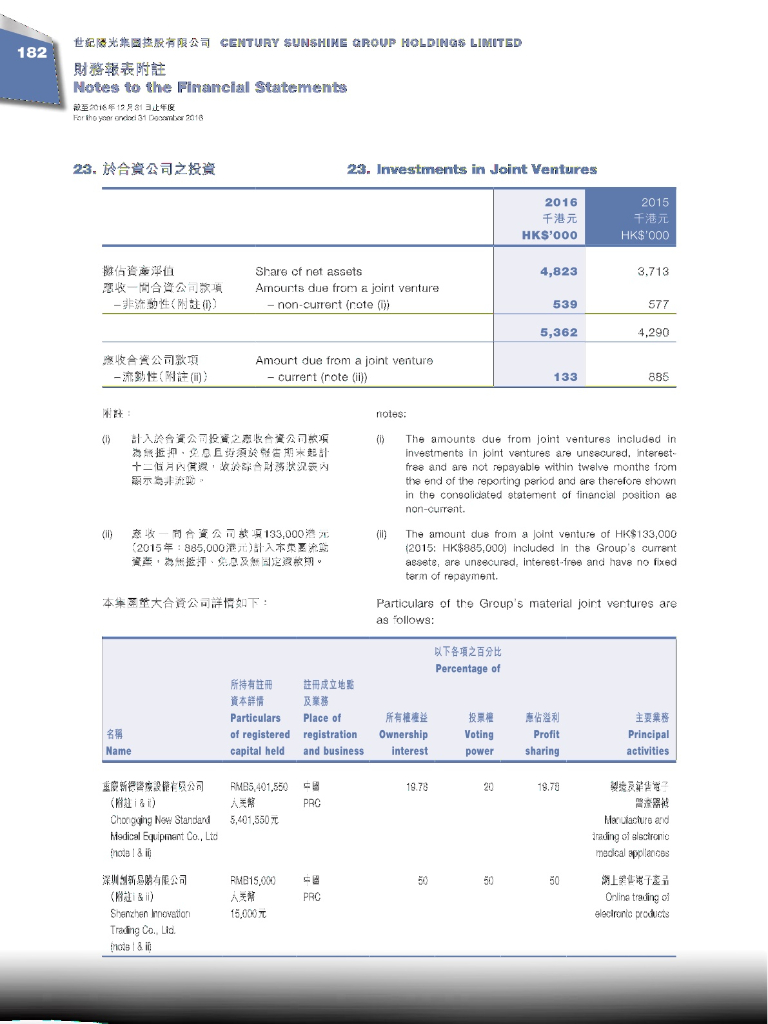 182
世紀陽光集團控股有限公司 CENTURY SUNSHINE GROUP HOLDINGS LIMITED
財務報表附註
Notes to the Financial Statements
截至2016年12月31日止年度
For the year ended 31 December 2016
23. 於合資公司之投資
23. Investments in Joint Ventures
2016 2015
千港元 千港元
HK$'000 HK$'000
攤佔資產淨值 Share of net assets 4,823 3,713
應收一間合資公司款項 Amounts due from a joint venture
－非流動性（附註(i)） – non-current (note (i)) 539 577
5,362 4,290
應收合資公司款項 Amount due from a joint venture
－流動性（附註(ii)） – current (note (ii)) 133 885
附註：
(i) 計入於合資公司投資之應收合資公司款項
為無抵押、免息且毋須於報告期末起計
十二個月內償還，故於綜合財務狀況表內
顯示為非流動。
(ii) 應收一間合資公司款項133,000港元
（2015年：885,000港元）計入本集團流動
資產，為無抵押、免息及無固定還款期。
本集團重大合資公司詳情如下：
notes:
(i) The amounts due from joint ventures included in
investments in joint ventures are unsecured, interest-
free and are not repayable within twelve months from
the end of the reporting period and are therefore shown
in the consolidated statement of financial position as
non-current.
(ii) The amount due from a joint venture of HK$133,000
(2015: HK$885,000) included in the Group's current
assets, are unsecured, interest-free and have no fixed
term of repayment.
Particulars of the Group's material joint ventures are
as follows:
以下各項之百分比
Percentage of
所持有註冊 註冊成立地點
資本詳情 及業務
Particulars Place of 所有權權益 投票權 應佔溢利 主要業務
名稱 of registered registration Ownership Voting Profit Principal
Name capital held and business interest power sharing activities
重慶新標醫療設備有限公司 RMB5,401,550 中國 19.78 20 19.78 製造及銷售電子
（附註i & ii） 人民幣 PRC 醫療器械
Chongqing New Standard 5,401,550元 Manufacture and
Medical Equipment Co., Ltd trading of electronic
(note i & ii) medical appliances
深圳創新易購有限公司 RMB15,000 中國 50 50 50 網上銷售電子產品
（附註i & ii） 人民幣 PRC Online trading of
Shenzhen Innovation 15,000元 electronic products
Trading Co., Ltd.
(note i & ii)